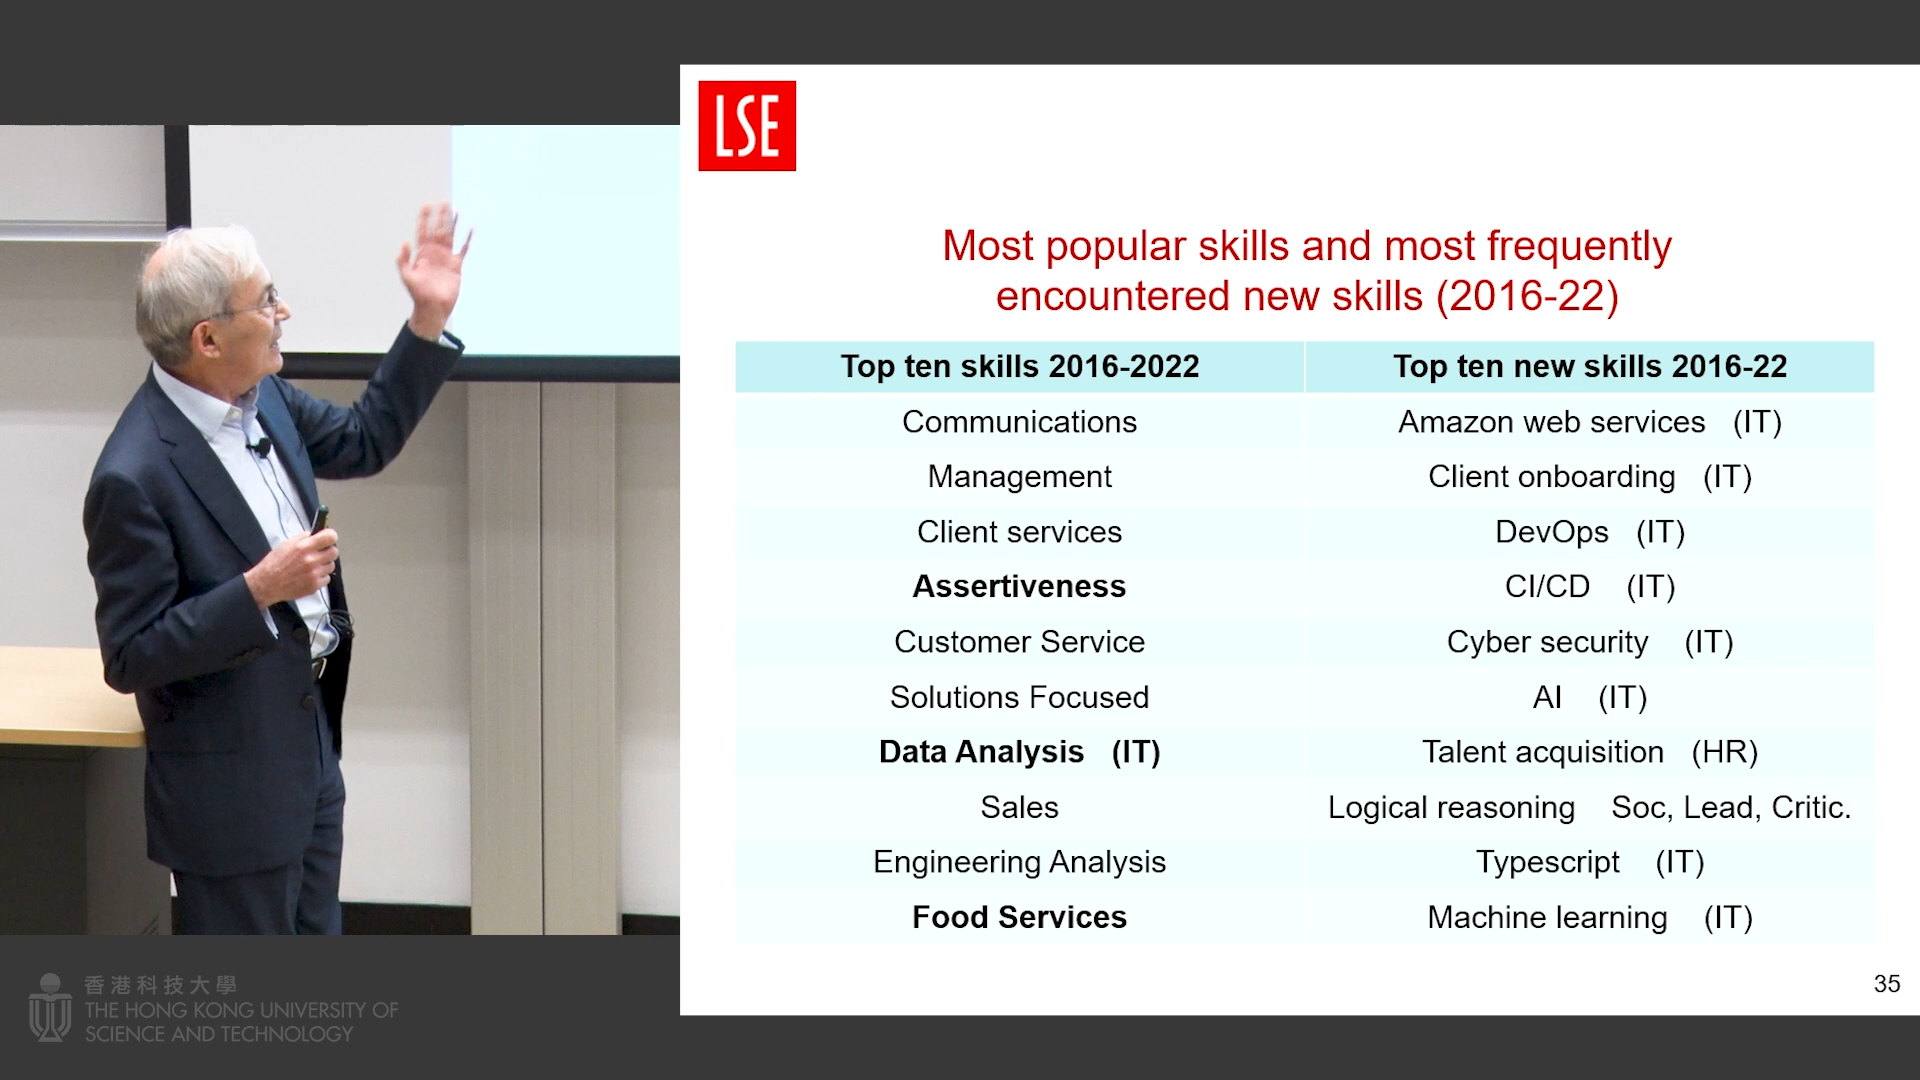 LSE
Most popular skills and most frequently
encountered new skills (2016-22)
Top ten skills 2016-2022 Top ten new skills 2016-22
Communications Amazon web services (IT)
Management Client onboarding (IT)
Client services DevOps (IT)
Assertiveness CI/CD (IT)
Customer Service Cyber security (IT)
Solutions Focused AI (IT)
Data Analysis (IT) Talent acquisition (HR)
Sales Logical reasoning Soc, Lead, Critic.
Engineering Analysis Typescript (IT)
Food Services Machine learning (IT)
35
香港科技大學
THE HONG KONG UNIVERSITY OF
SCIENCE AND TECHNOLOGY